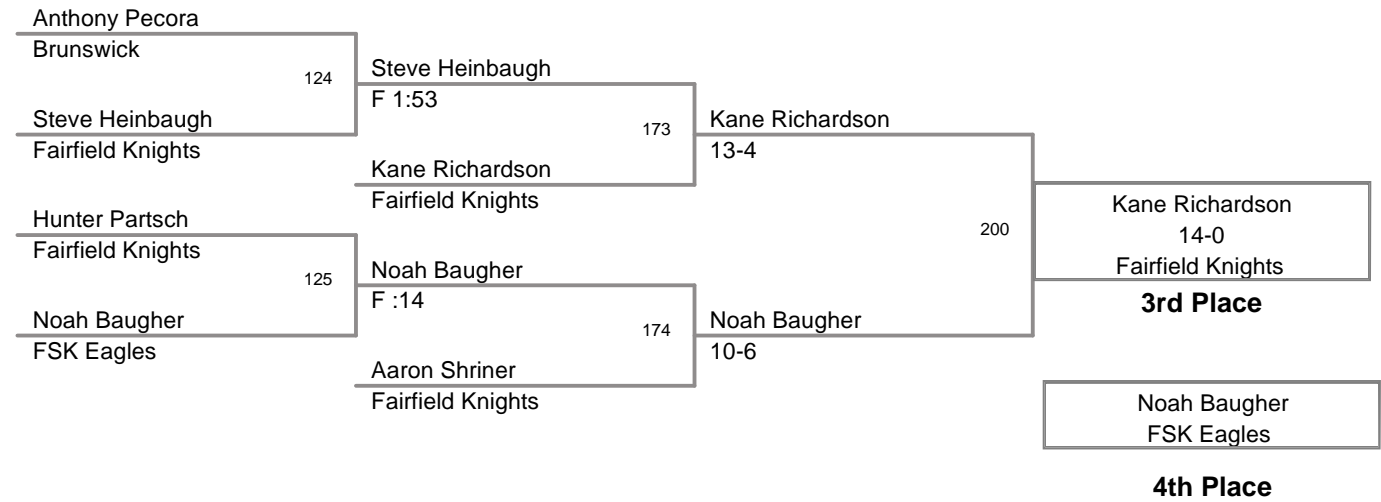 Anthony Pecora
Brunswick
124
Steve Heinbaugh
F 1:53
Steve Heinbaugh
Fairfield Knights
173
Kane Richardson
13-4
Kane Richardson
Fairfield Knights
Hunter Partsch
Fairfield Knights
200
Kane Richardson
14-0
Fairfield Knights
3rd Place
125
Noah Baugher
F :14
Noah Baugher
FSK Eagles
174
Noah Baugher
10-6
Aaron Shriner
Fairfield Knights
Noah Baugher
FSK Eagles
4th Place